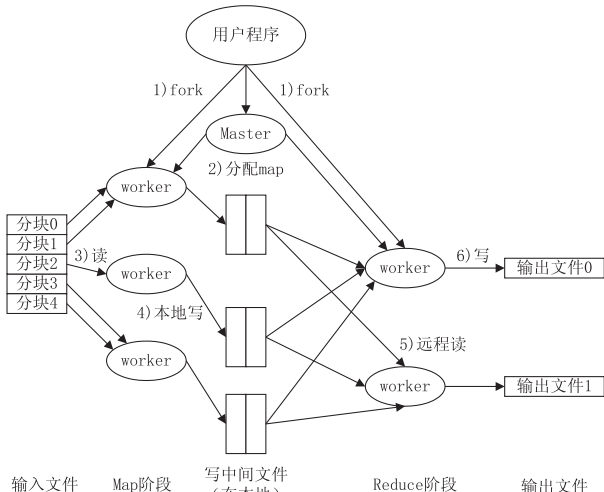 用户程序
1)fork
1)fork
Master
2)分配map
worker
分块0
分块1
分块2
分块3
分块4
3)读
worker
4)本地写
worker
worker
6)写
输出文件0
5)远程读
worker
输出文件1
输入文件
Map阶段
写中间文件
(在本地)
Reduce阶段
输出文件